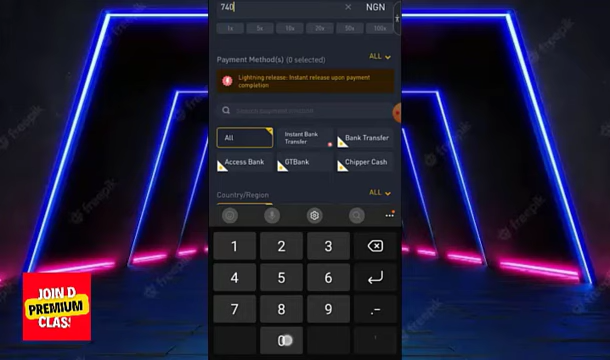 740
NGN
1x 5x 10x 20x 50x 100x
Payment Method(s) (0 selected)
ALL
Lightning release: Instant release upon payment
completion
All
Instant Bank
Transfer
Bank Transfer
Access Bank
GTBank
Chipper Cash
Country/Region
ALL
1 2 3
4 5 6
7 8 9 .-
0
JOIN D
PREMIUM
CLAS
freepik